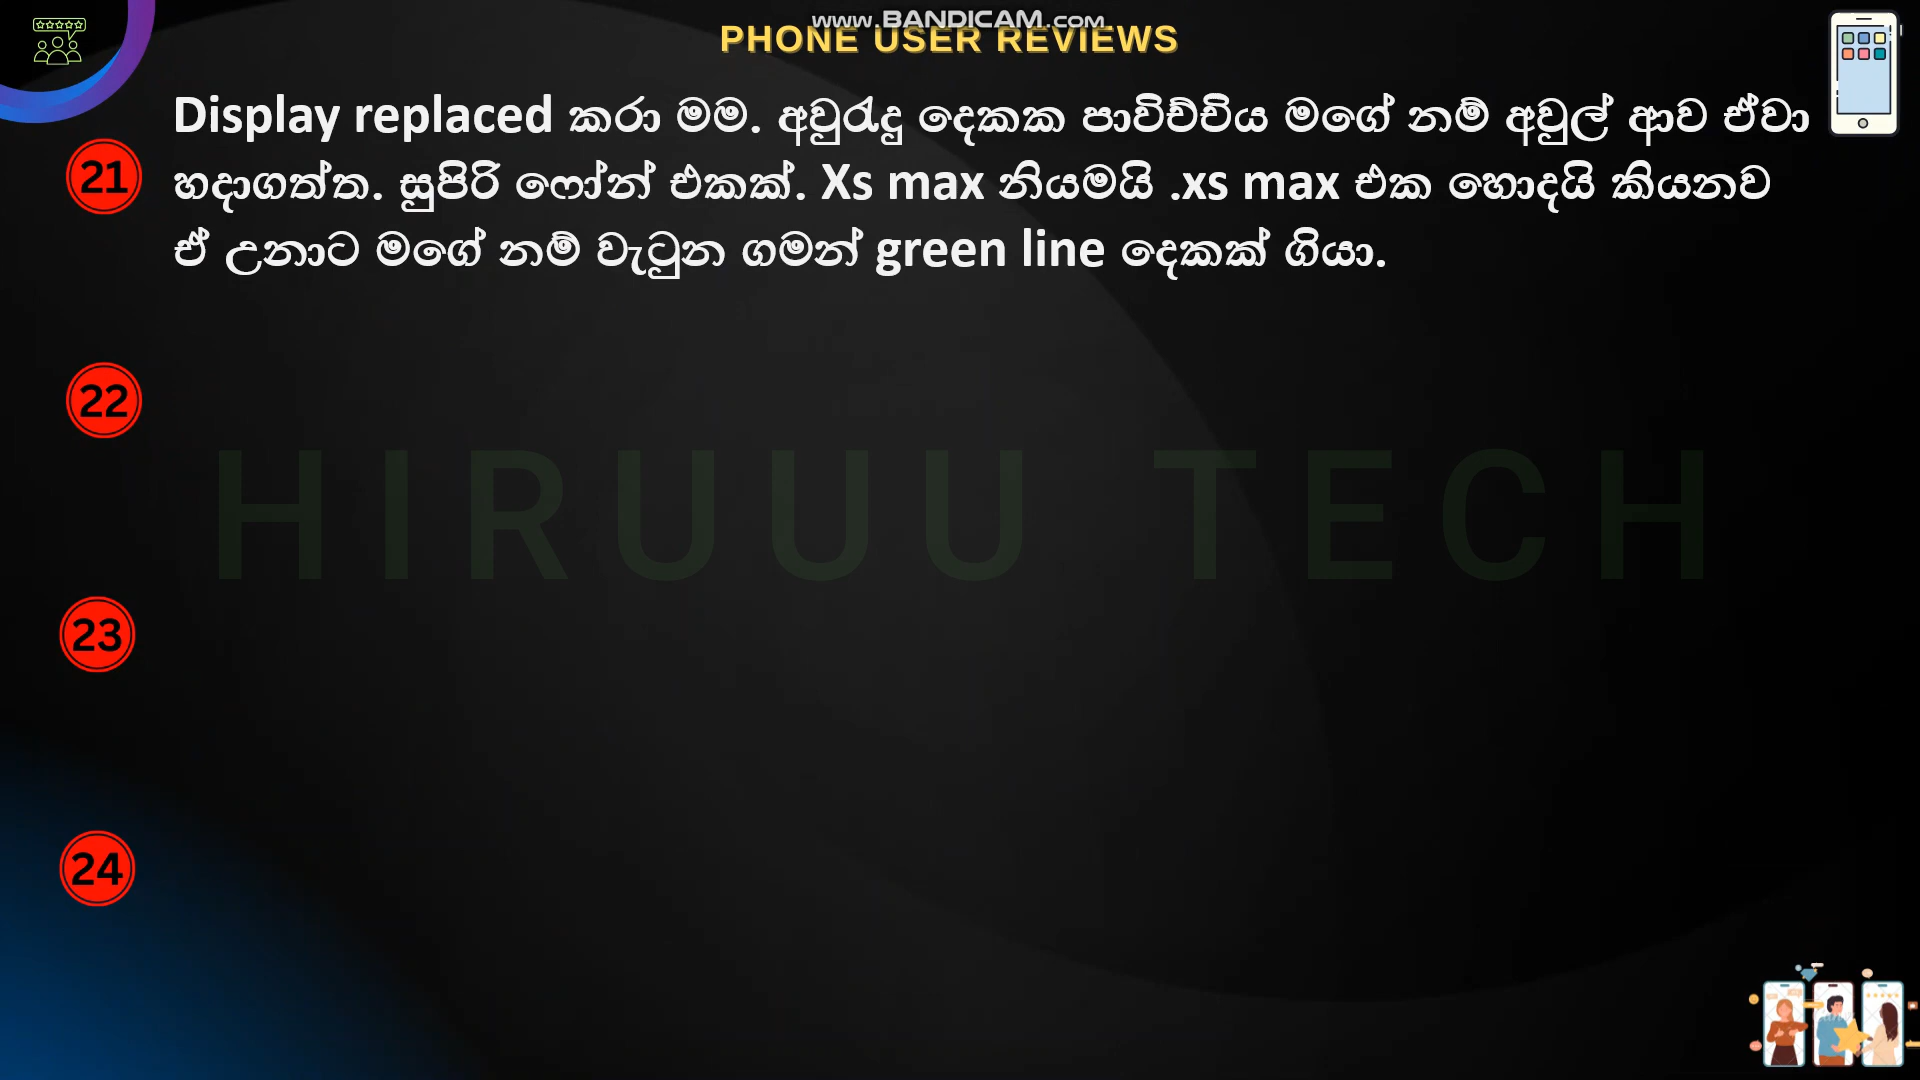 www.BANDICAM.com
PHONE USER REVIEWS
Display replaced කරා මම. අවුරැදු දෙකක පාවිච්චිය මගේ නම් අවුල් ආව ඒවා
21
හදාගත්ත. සුපිරි ෆෝන් එකක්. Xs max නියමයි .xs max එක හොදයි කියනව
ඒ උනාට මගේ නම් වැටුන ගමන් green line දෙකක් ගියා.
22
HIRUUU TECH
23
24